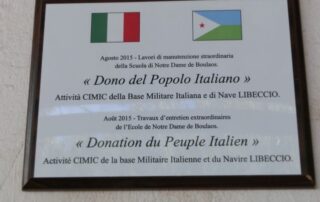 Agosto 2015 - Lavori di manutenzione straordinaria
della Scuola di Notre Dame de Boulaos.
« Dono del Popolo Italiano »
Attività CIMIC della Base Militare Italiana e di Nave LIBECCIO.
Août 2015 - Travaux d'entretien extraordinaires
de l'Ecole de Notre Dame de Boulaos.
« Donation du Peuple Italien »
Activité CIMIC de la base Militaire Italienne et du Navire LIBECCIO.